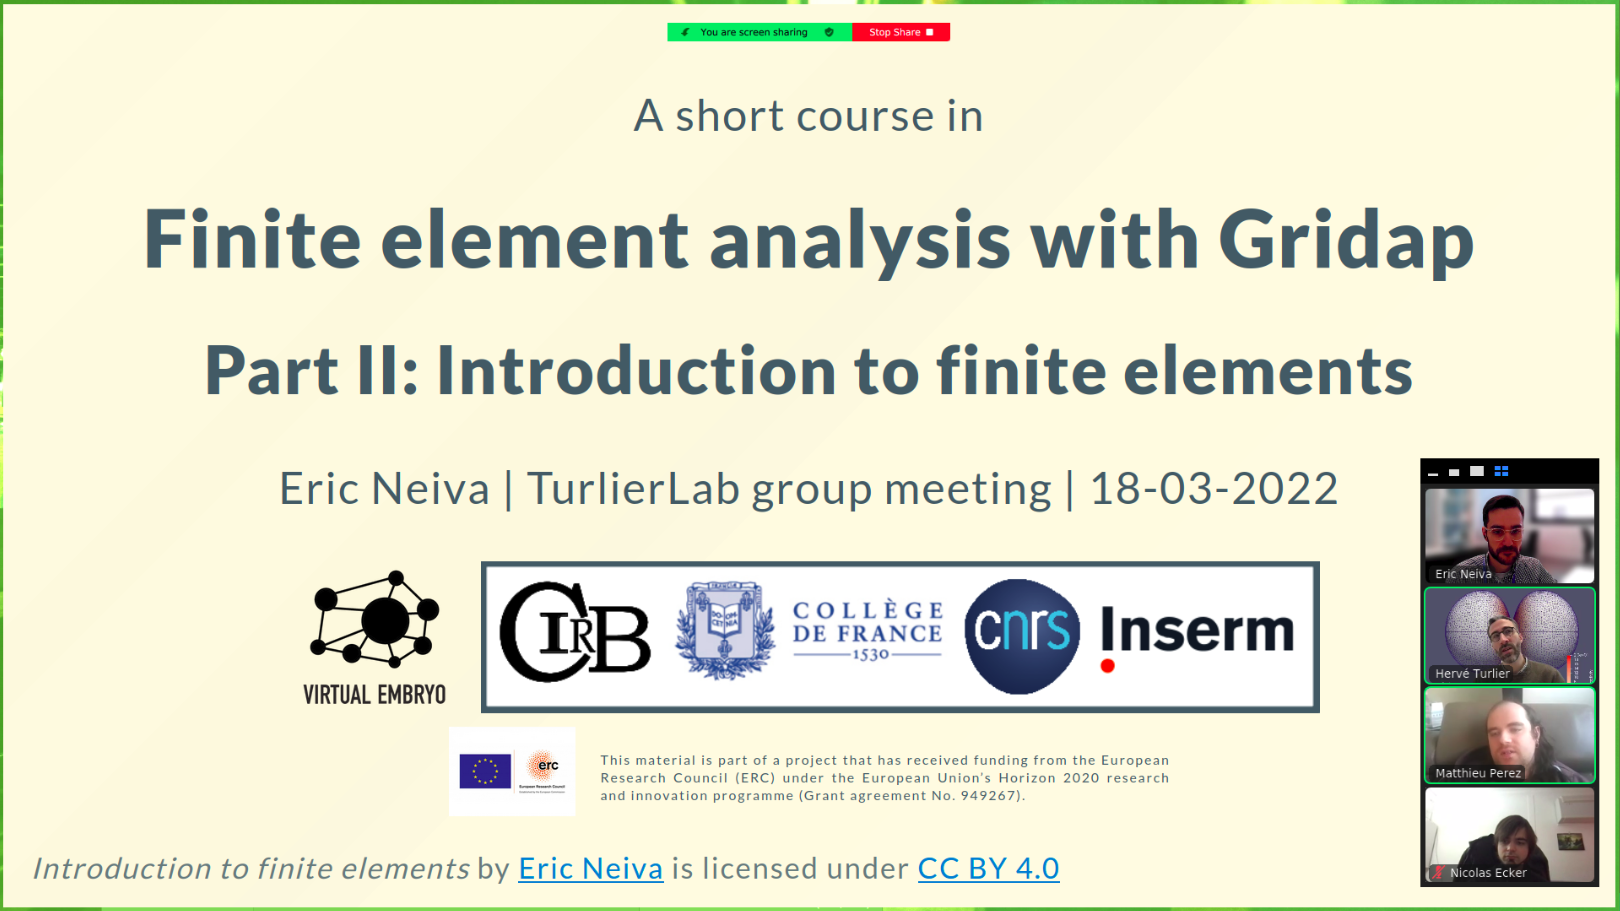 You are screen sharing
Stop Share
A short course in
Finite element analysis with Gridap
Part II: Introduction to finite elements
Eric Neiva | TurlierLab group meeting | 18-03-2022
VIRTUAL EMBRYO
CIRB
COLLÈGE
DE FRANCE
1530
cnrs
Inserm
erc
European Research Council
This material is part of a project that has received funding from the European
Research Council (ERC) under the European Union's Horizon 2020 research
and innovation programme (Grant agreement No. 949267).
Introduction to finite elements by Eric Neiva is licensed under CC BY 4.0
Eric Neiva
Hervé Turlier
Matthieu Perez
Nicolas Ecker